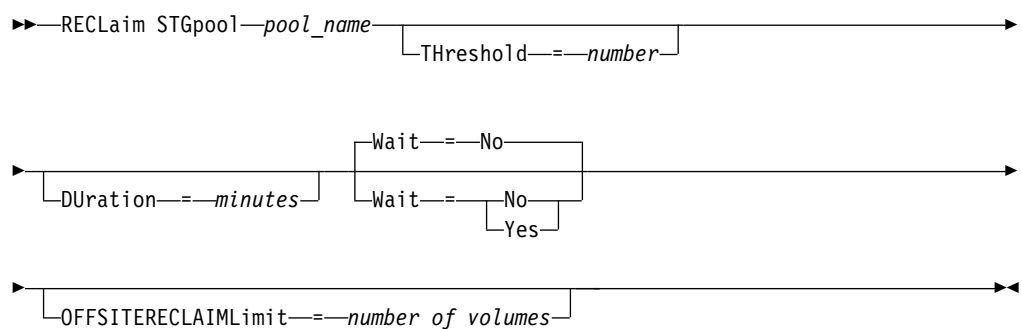 RECLaim STGpool pool_name
THreshold = number
Wait = No
DUration = minutes Wait = No
Yes
OFFSITERECLAIMLimit = number of volumes